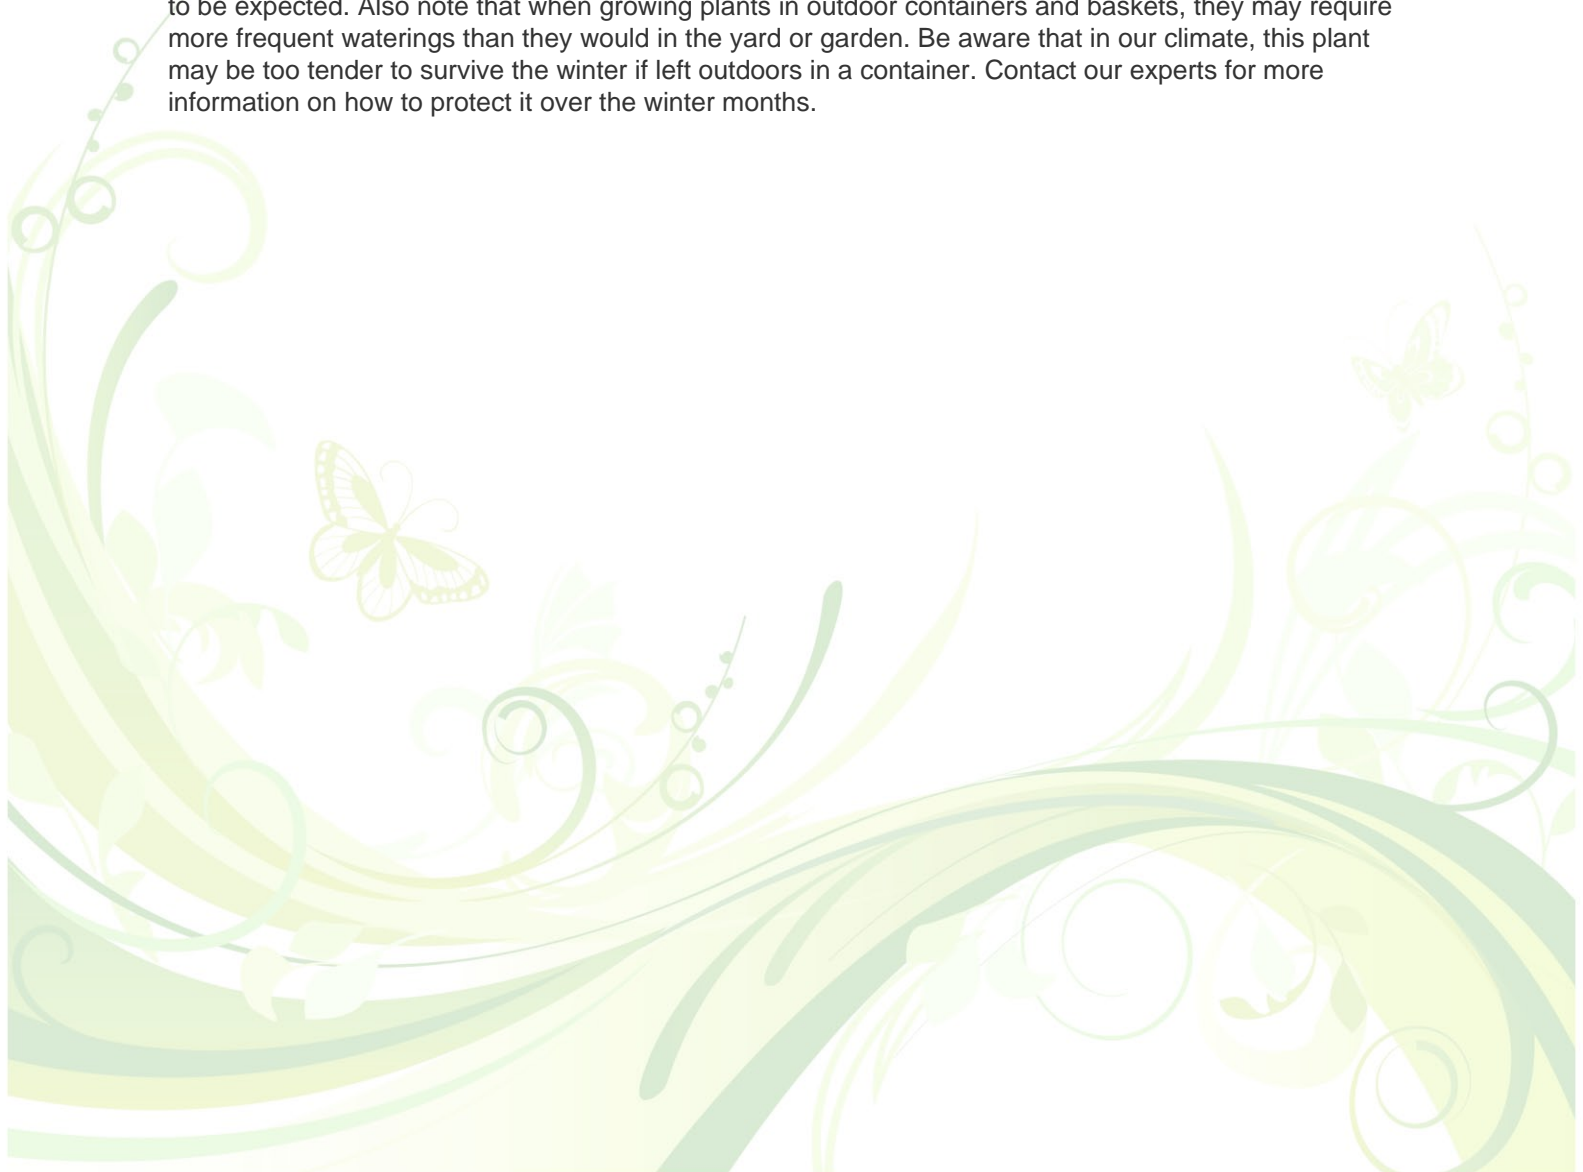 to be expected. Also note that when growing plants in outdoor containers and baskets, they may require
more frequent waterings than they would in the yard or garden. Be aware that in our climate, this plant
may be too tender to survive the winter if left outdoors in a container. Contact our experts for more
information on how to protect it over the winter months.